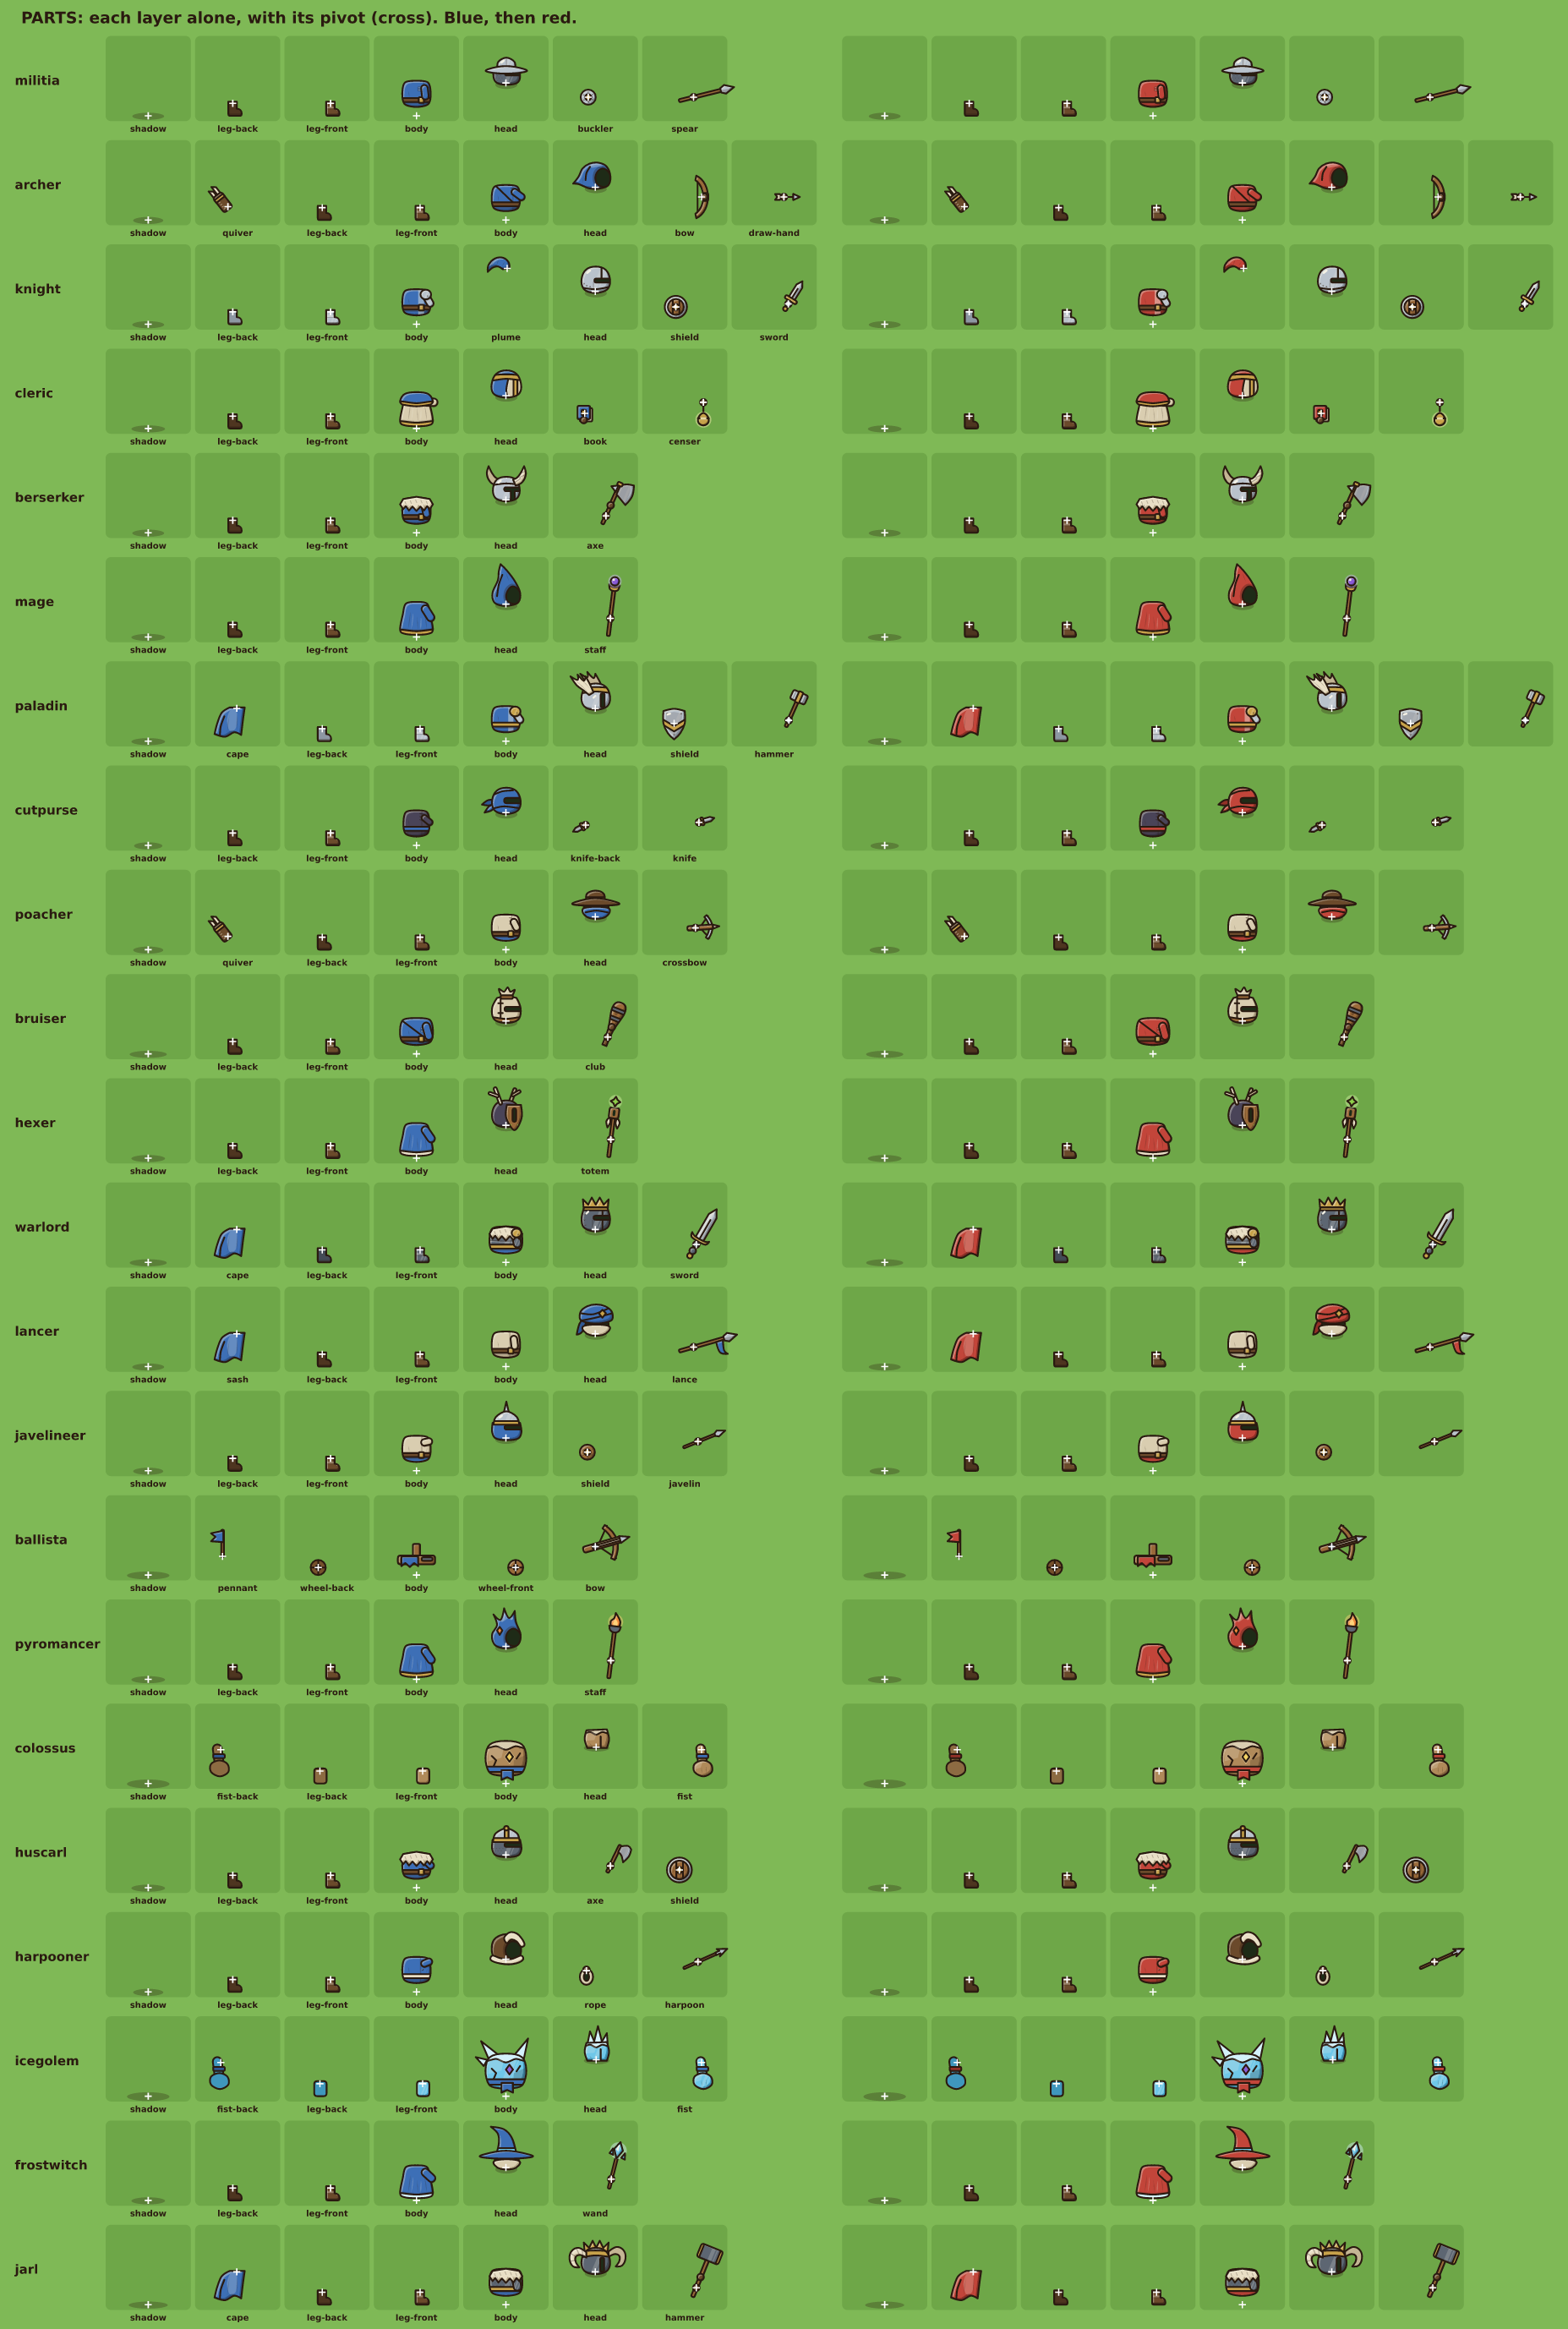 PARTS: each layer alone, with its pivot (cross). Blue, then red.
militia
shadow leg-back leg-front body head buckler spear
archer
shadow quiver leg-back leg-front body head bow draw-hand
knight
shadow leg-back leg-front body plume head shield sword
cleric
shadow leg-back leg-front body head book censer
berserker
shadow leg-back leg-front body head axe
mage
shadow leg-back leg-front body head staff
paladin
shadow cape leg-back leg-front body head shield hammer
cutpurse
shadow leg-back leg-front body head knife-back knife
poacher
shadow quiver leg-back leg-front body head crossbow
bruiser
shadow leg-back leg-front body head club
hexer
shadow leg-back leg-front body head totem
warlord
shadow cape leg-back leg-front body head sword
lancer
shadow sash leg-back leg-front body head lance
javelineer
shadow leg-back leg-front body head shield javelin
ballista
shadow pennant wheel-back body wheel-front bow
pyromancer
shadow leg-back leg-front body head staff
colossus
shadow fist-back leg-back leg-front body head fist
huscarl
shadow leg-back leg-front body head axe shield
harpooner
shadow leg-back leg-front body head rope harpoon
icegolem
shadow fist-back leg-back leg-front body head fist
frostwitch
shadow leg-back leg-front body head wand
jarl
shadow cape leg-back leg-front body head hammer